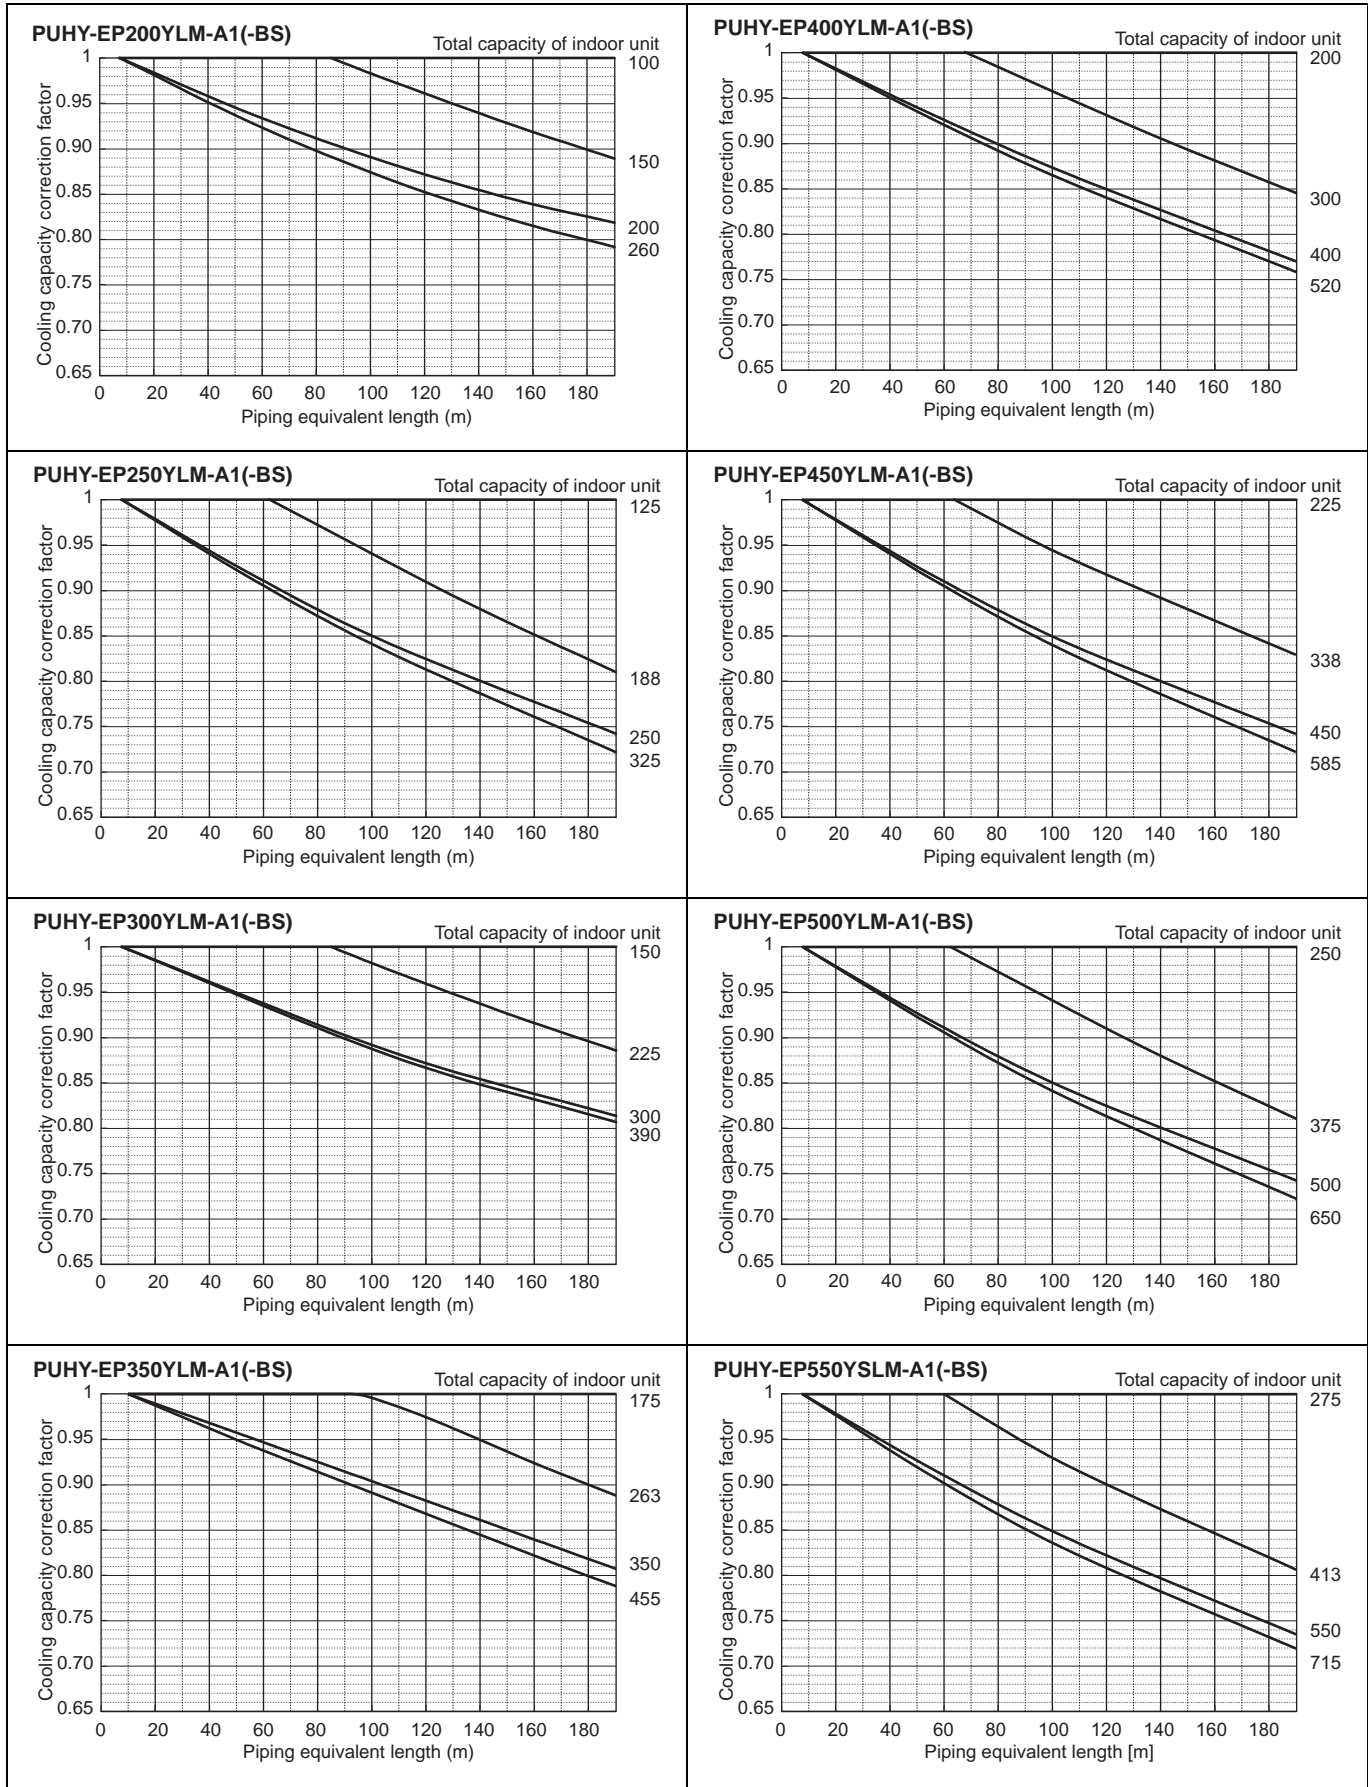 PUHY-EP200YLM-A1(-BS)
Total capacity of indoor unit
Cooling capacity correction factor
1
0.95
0.90
0.85
0.80
0.75
0.70
0.65
100
150
200
260
0 20 40 60 80 100 120 140 160 180
Piping equivalent length (m)
PUHY-EP400YLM-A1(-BS)
Total capacity of indoor unit
Cooling capacity correction factor
1
0.95
0.90
0.85
0.80
0.75
0.70
0.65
200
300
400
520
0 20 40 60 80 100 120 140 160 180
Piping equivalent length (m)
PUHY-EP250YLM-A1(-BS)
Total capacity of indoor unit
Cooling capacity correction factor
1
0.95
0.90
0.85
0.80
0.75
0.70
0.65
125
188
250
325
0 20 40 60 80 100 120 140 160 180
Piping equivalent length (m)
PUHY-EP450YLM-A1(-BS)
Total capacity of indoor unit
Cooling capacity correction factor
1
0.95
0.90
0.85
0.80
0.75
0.70
0.65
225
338
450
585
0 20 40 60 80 100 120 140 160 180
Piping equivalent length (m)
PUHY-EP300YLM-A1(-BS)
Total capacity of indoor unit
Cooling capacity correction factor
1
0.95
0.90
0.85
0.80
0.75
0.70
0.65
150
225
300
390
0 20 40 60 80 100 120 140 160 180
Piping equivalent length (m)
PUHY-EP500YLM-A1(-BS)
Total capacity of indoor unit
Cooling capacity correction factor
1
0.95
0.90
0.85
0.80
0.75
0.70
0.65
250
375
500
650
0 20 40 60 80 100 120 140 160 180
Piping equivalent length (m)
PUHY-EP350YLM-A1(-BS)
Total capacity of indoor unit
Cooling capacity correction factor
1
0.95
0.90
0.85
0.80
0.75
0.70
0.65
175
263
350
455
0 20 40 60 80 100 120 140 160 180
Piping equivalent length (m)
PUHY-EP550YSLM-A1(-BS)
Total capacity of indoor unit
Cooling capacity correction factor
1
0.95
0.90
0.85
0.80
0.75
0.70
0.65
275
413
550
715
0 20 40 60 80 100 120 140 160 180
Piping equivalent length [m]